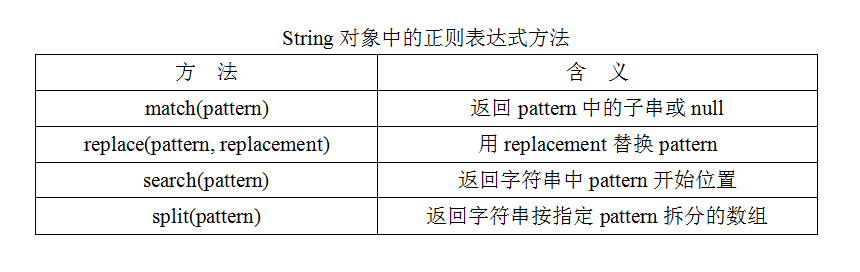 String 对象中的正则表达式方法
方 法 含 义
match(pattern) 返回 pattern 中的子串或 null
replace(pattern, replacement) 用 replacement 替换 pattern
search(pattern) 返回字符串中 pattern 开始位置
split(pattern) 返回字符串按指定 pattern 拆分的数组